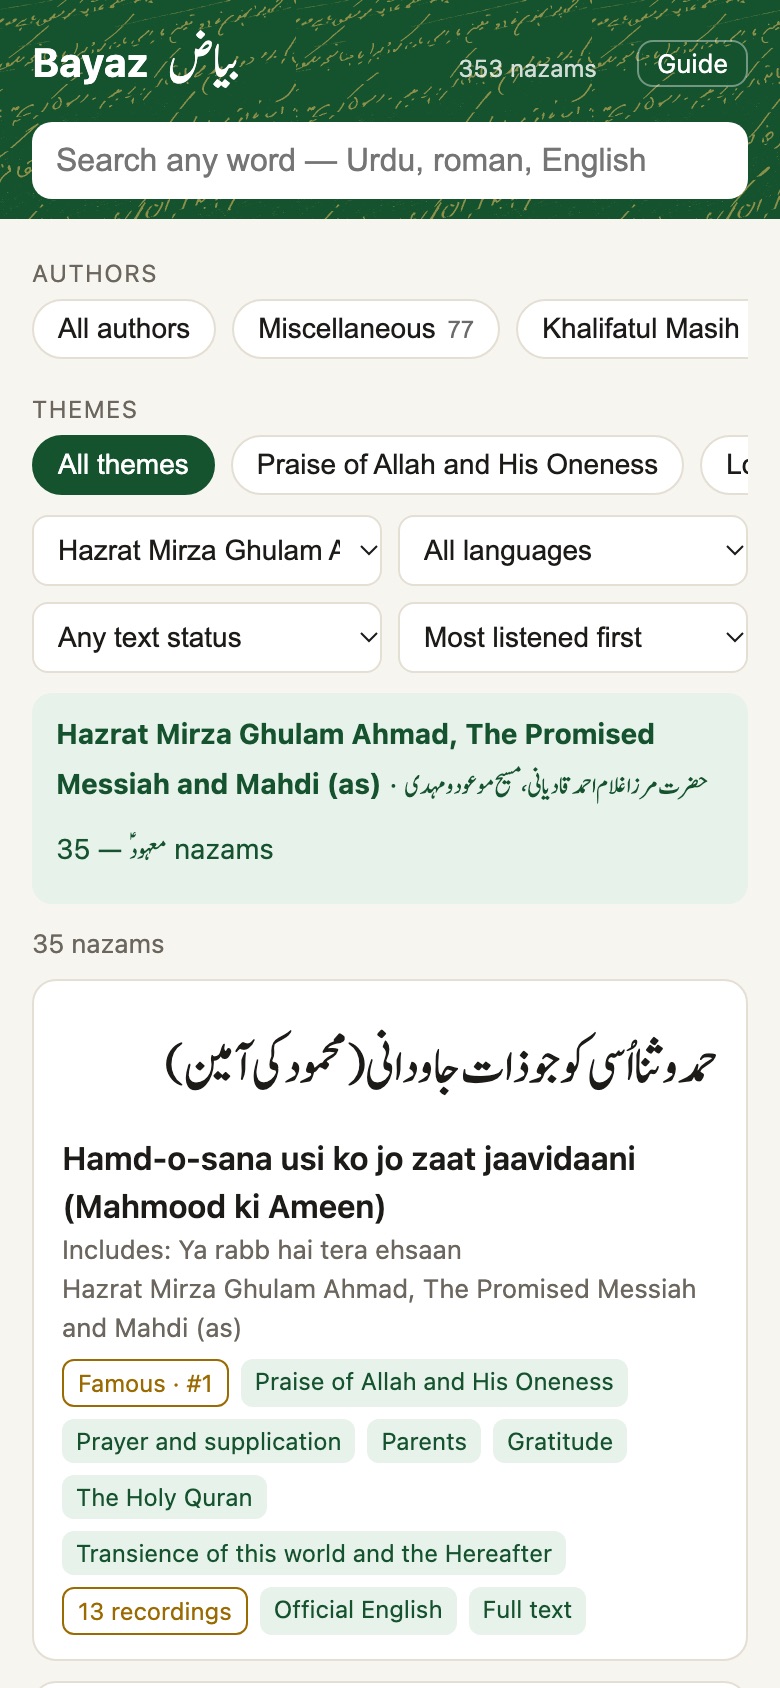 Bayaz بیاض
353 nazams
Guide
Search any word — Urdu, roman, English
AUTHORS
All authors
Miscellaneous 77
Khalifatul Masih
THEMES
All themes
Praise of Allah and His Oneness
Lo
Hazrat Mirza Ghulam A
All languages
Any text status
Most listened first
Hazrat Mirza Ghulam Ahmad, The Promised
Messiah and Mahdi (as) · حضرت مرزا غلام احمد قادیانی، مسیح موعود و مہدی
معہودؑ — 35 nazams
35 nazams
حمد و ثنا اُسی کو جو ذات جاودانی (محمود کی آمین)
Hamd-o-sana usi ko jo zaat jaavidaani
(Mahmood ki Ameen)
Includes: Ya rabb hai tera ehsaan
Hazrat Mirza Ghulam Ahmad, The Promised Messiah
and Mahdi (as)
Famous · #1
Praise of Allah and His Oneness
Prayer and supplication
Parents
Gratitude
The Holy Quran
Transience of this world and the Hereafter
13 recordings
Official English
Full text